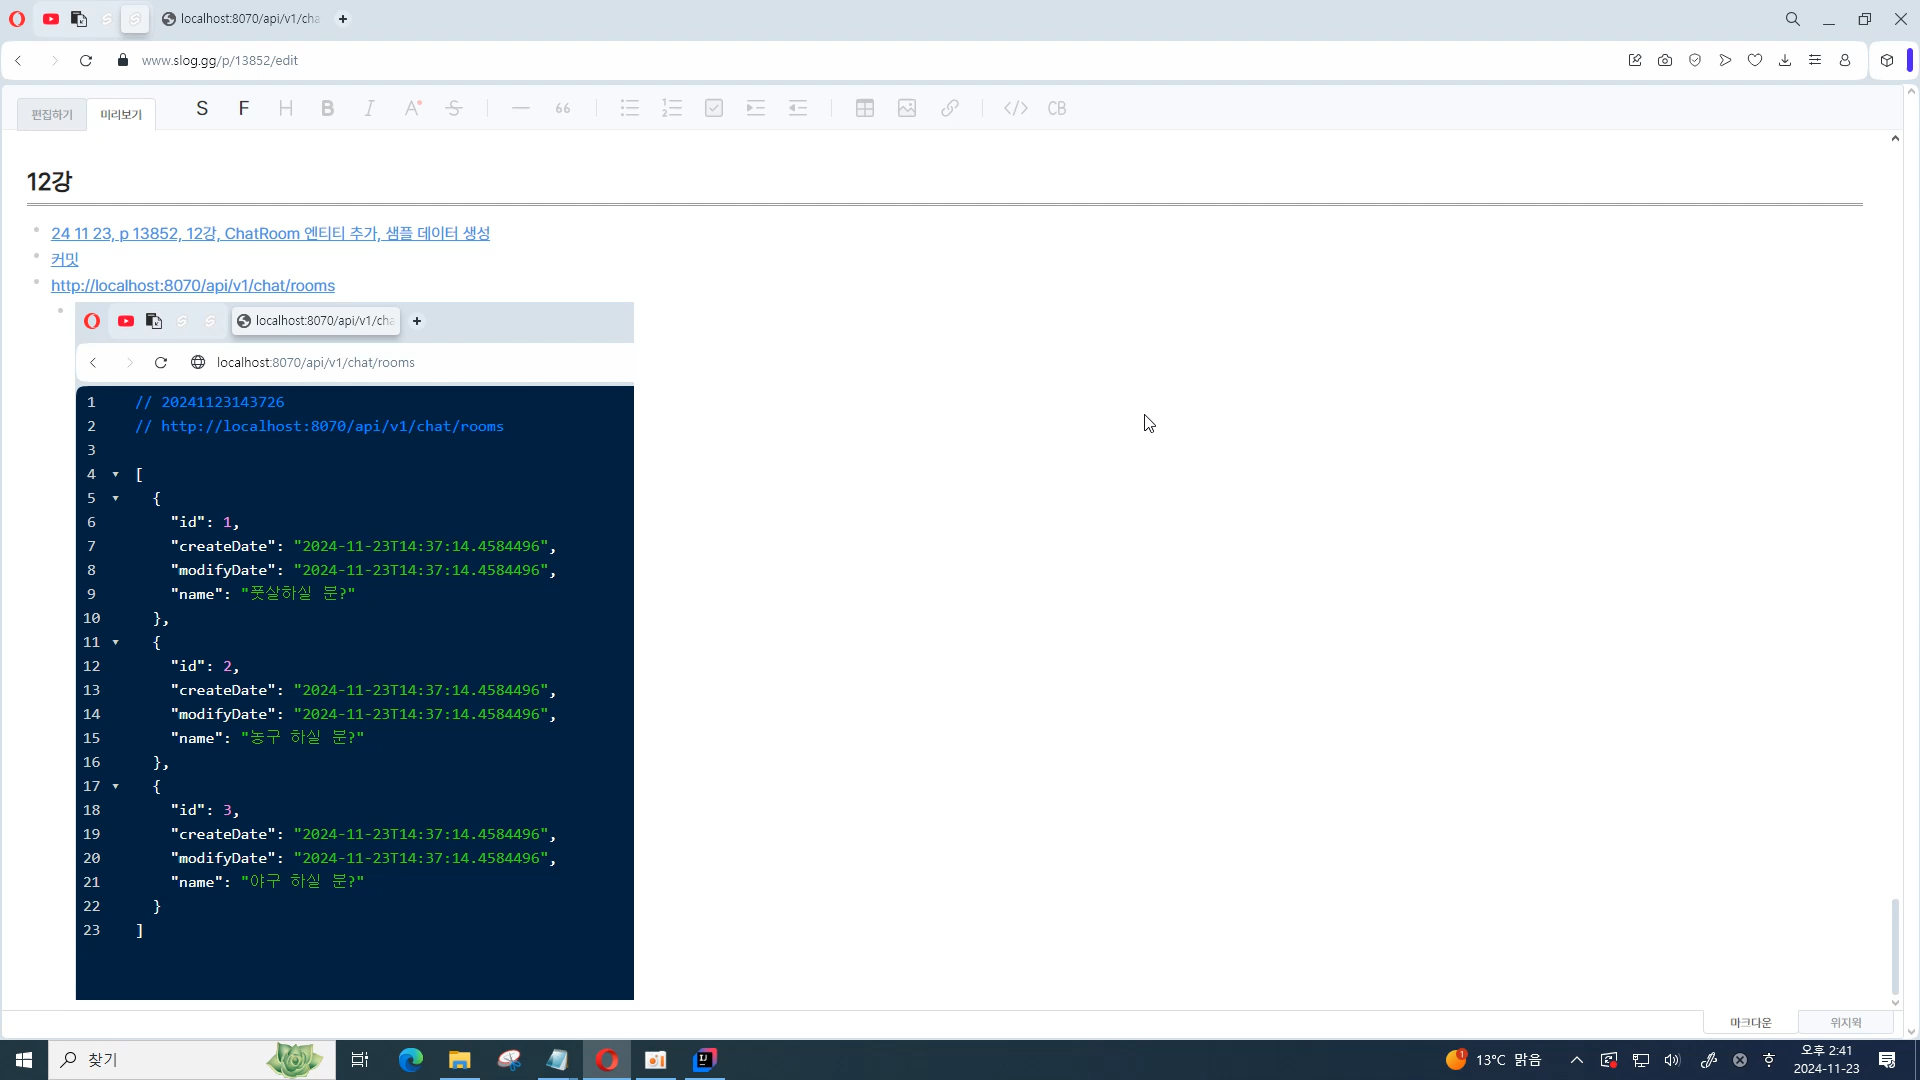 localhost:8070/api/v1/cha
www.slog.gg/p/13852/edit
편집하기
미리보기
S F H B I A S 66 CB
12강
24 11 23, p 13852, 12강, ChatRoom 엔티티 추가, 샘플 데이터 생성
커밋
http://localhost:8070/api/v1/chat/rooms
localhost:8070/api/v1/cha
localhost:8070/api/v1/chat/rooms
1 // 20241123143726
2 // http://localhost:8070/api/v1/chat/rooms
3
4 [
5 {
6 "id": 1,
7 "createDate": "2024-11-23T14:37:14.4584496",
8 "modifyDate": "2024-11-23T14:37:14.4584496",
9 "name": "풋살하실 분?"
10 },
11 {
12 "id": 2,
13 "createDate": "2024-11-23T14:37:14.4584496",
14 "modifyDate": "2024-11-23T14:37:14.4584496",
15 "name": "농구 하실 분?"
16 },
17 {
18 "id": 3,
19 "createDate": "2024-11-23T14:37:14.4584496",
20 "modifyDate": "2024-11-23T14:37:14.4584496",
21 "name": "야구 하실 분?"
22 }
23 ]
마크다운
위지윅
찾기
13°C 맑음
오후 2:41
2024-11-23